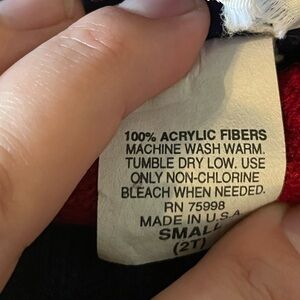 100% ACRYLIC FIBERS
MACHINE WASH WARM.
TUMBLE DRY LOW. USE
ONLY NON-CHLORINE
BLEACH WHEN NEEDED.
RN 75998
MADE IN U.S.A.
SMALL
(2T)